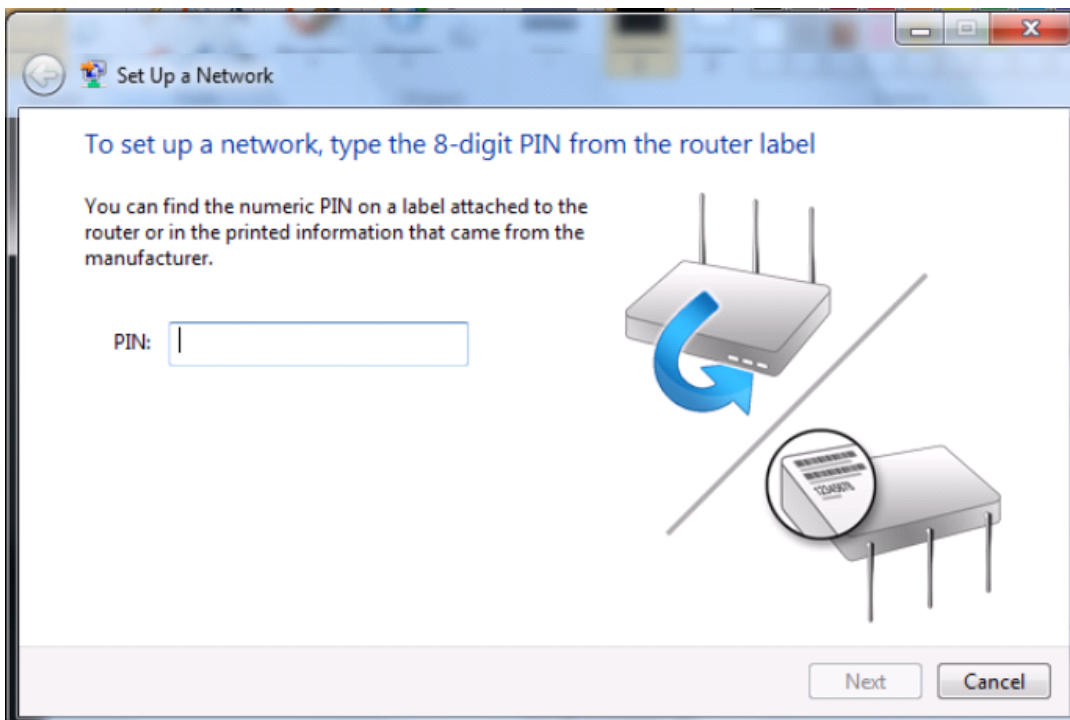 Set Up a Network
To set up a network, type the 8-digit PIN from the router label
You can find the numeric PIN on a label attached to the
router or in the printed information that came from the
manufacturer.
PIN:
12345678
Next
Cancel